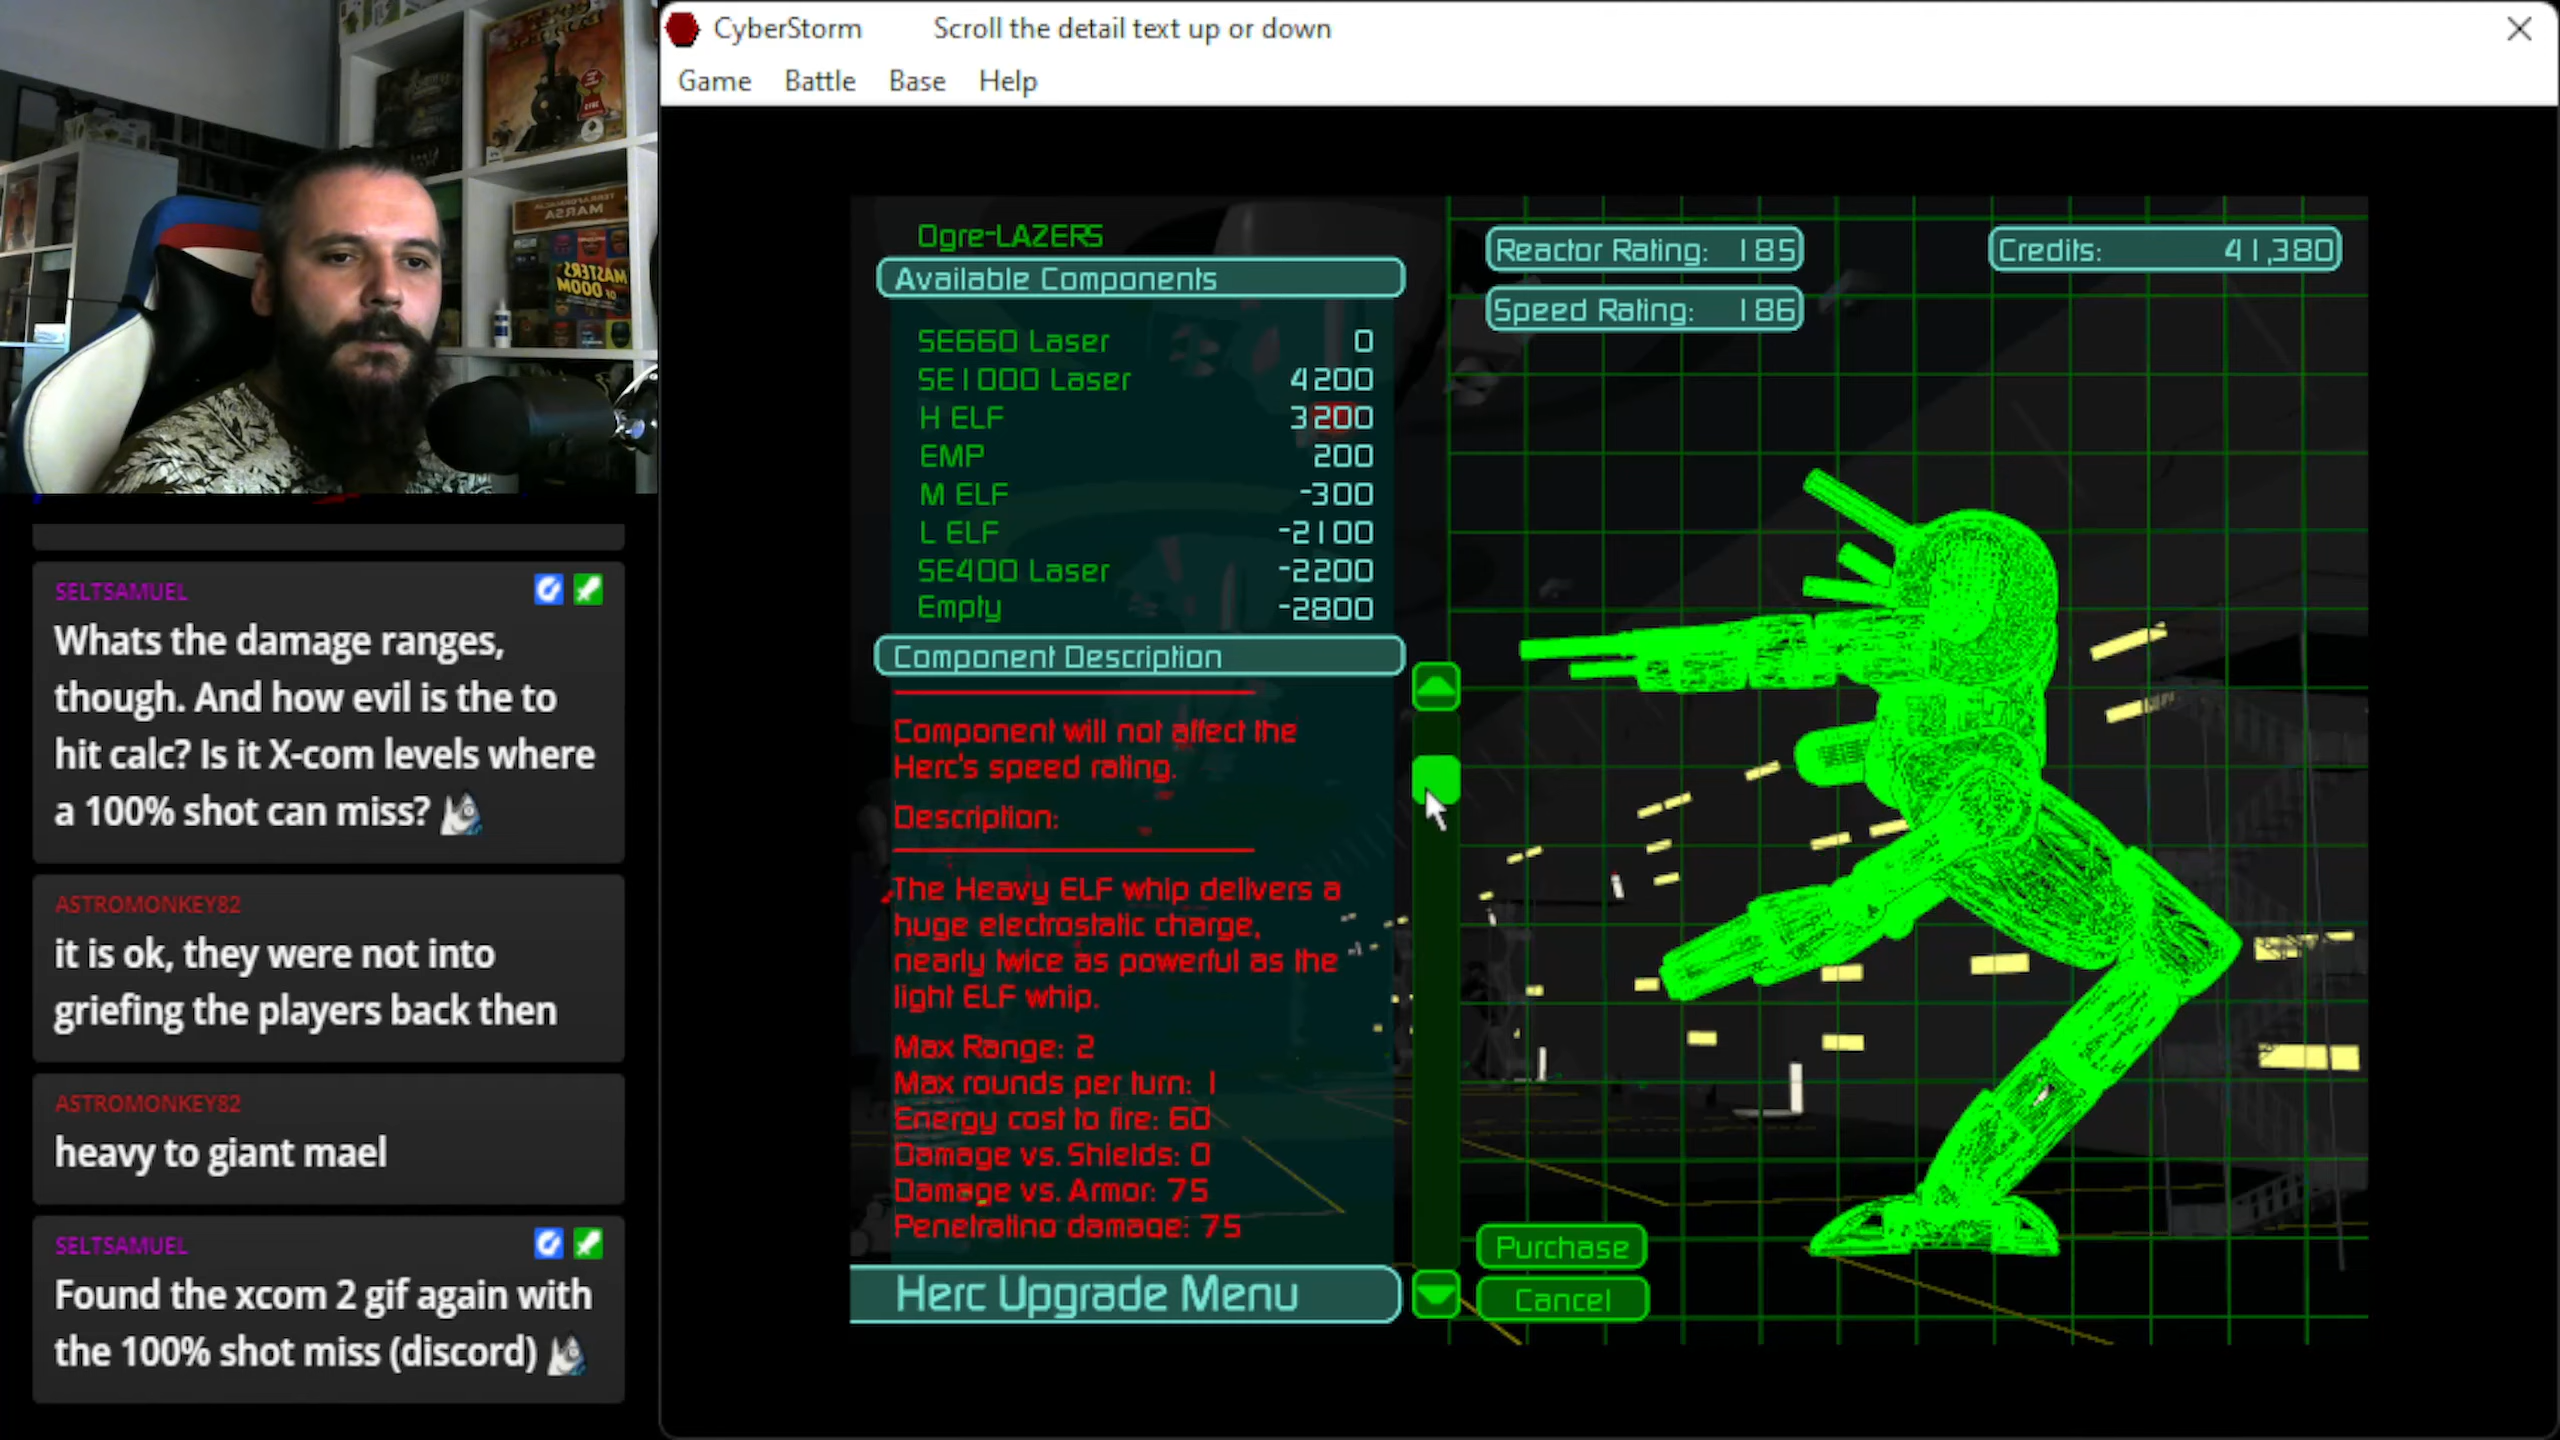 CyberStorm Scroll the detail text up or down
Game Battle Base Help
MARSA
MASTERS
OF
DOOM
SELTSAMUEL
Whats the damage ranges,
though. And how evil is the to
hit calc? Is it X-com levels where
a 100% shot can miss?
ASTROMONKEY82
it is ok, they were not into
griefing the players back then
ASTROMONKEY82
heavy to giant mael
SELTSAMUEL
Found the xcom 2 gif again with
the 100% shot miss (discord)
Ogre-LAZERS
Available Components
SE660 Laser 0
SE1000 Laser 4200
H ELF 3200
EMP 200
M ELF -300
L ELF -2100
SE400 Laser -2200
Empty -2800
Component Description
Component will not affect the
Herc's speed rating.
Description:
The Heavy ELF whip delivers a
huge electrostatic charge,
nearly twice as powerful as the
light ELF whip.
Max Range: 2
Max rounds per turn: 1
Energy cost to fire: 60
Damage vs. Shields: 0
Damage vs. Armor: 75
Penetrating damage: 75
Herc Upgrade Menu
Reactor Rating: 185
Speed Rating: 186
Credits: 41,380
Purchase
Cancel